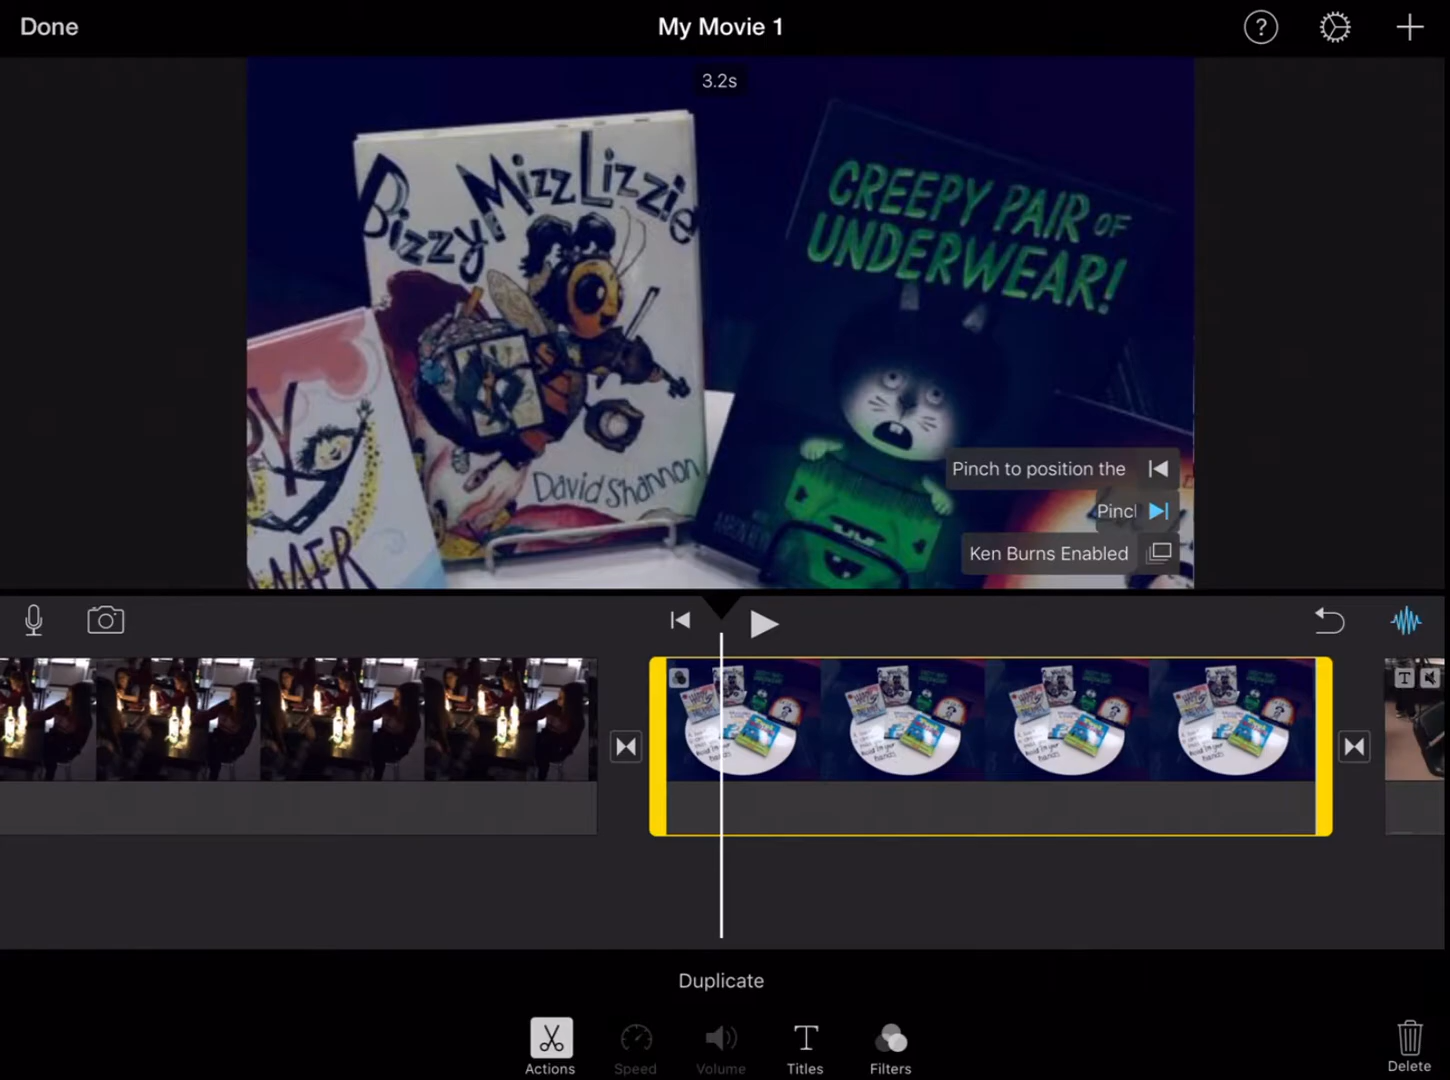 Done
My Movie 1
?
3.2s
Bizzy Mizz Lizzie
CREEPY PAIR OF
UNDERWEAR!
David Shannon
Pinch to position the
Pincl
Ken Burns Enabled
T
Duplicate
Actions
Speed
Volume
T
Titles
Filters
Delete